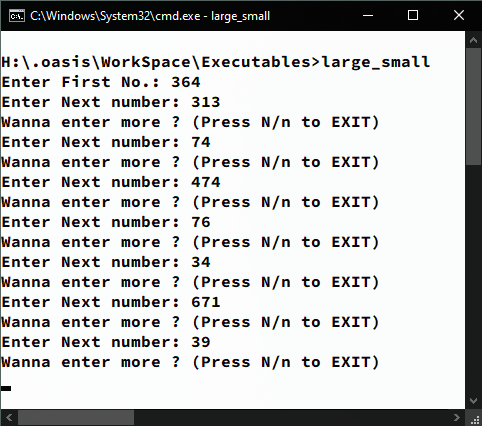 C:\Windows\System32\cmd.exe - large_small
H:\.oasis\WorkSpace\Executables>large_small
Enter First No.: 364
Enter Next number: 313
Wanna enter more ? (Press N/n to EXIT)
Enter Next number: 74
Wanna enter more ? (Press N/n to EXIT)
Enter Next number: 474
Wanna enter more ? (Press N/n to EXIT)
Enter Next number: 76
Wanna enter more ? (Press N/n to EXIT)
Enter Next number: 34
Wanna enter more ? (Press N/n to EXIT)
Enter Next number: 671
Wanna enter more ? (Press N/n to EXIT)
Enter Next number: 39
Wanna enter more ? (Press N/n to EXIT)